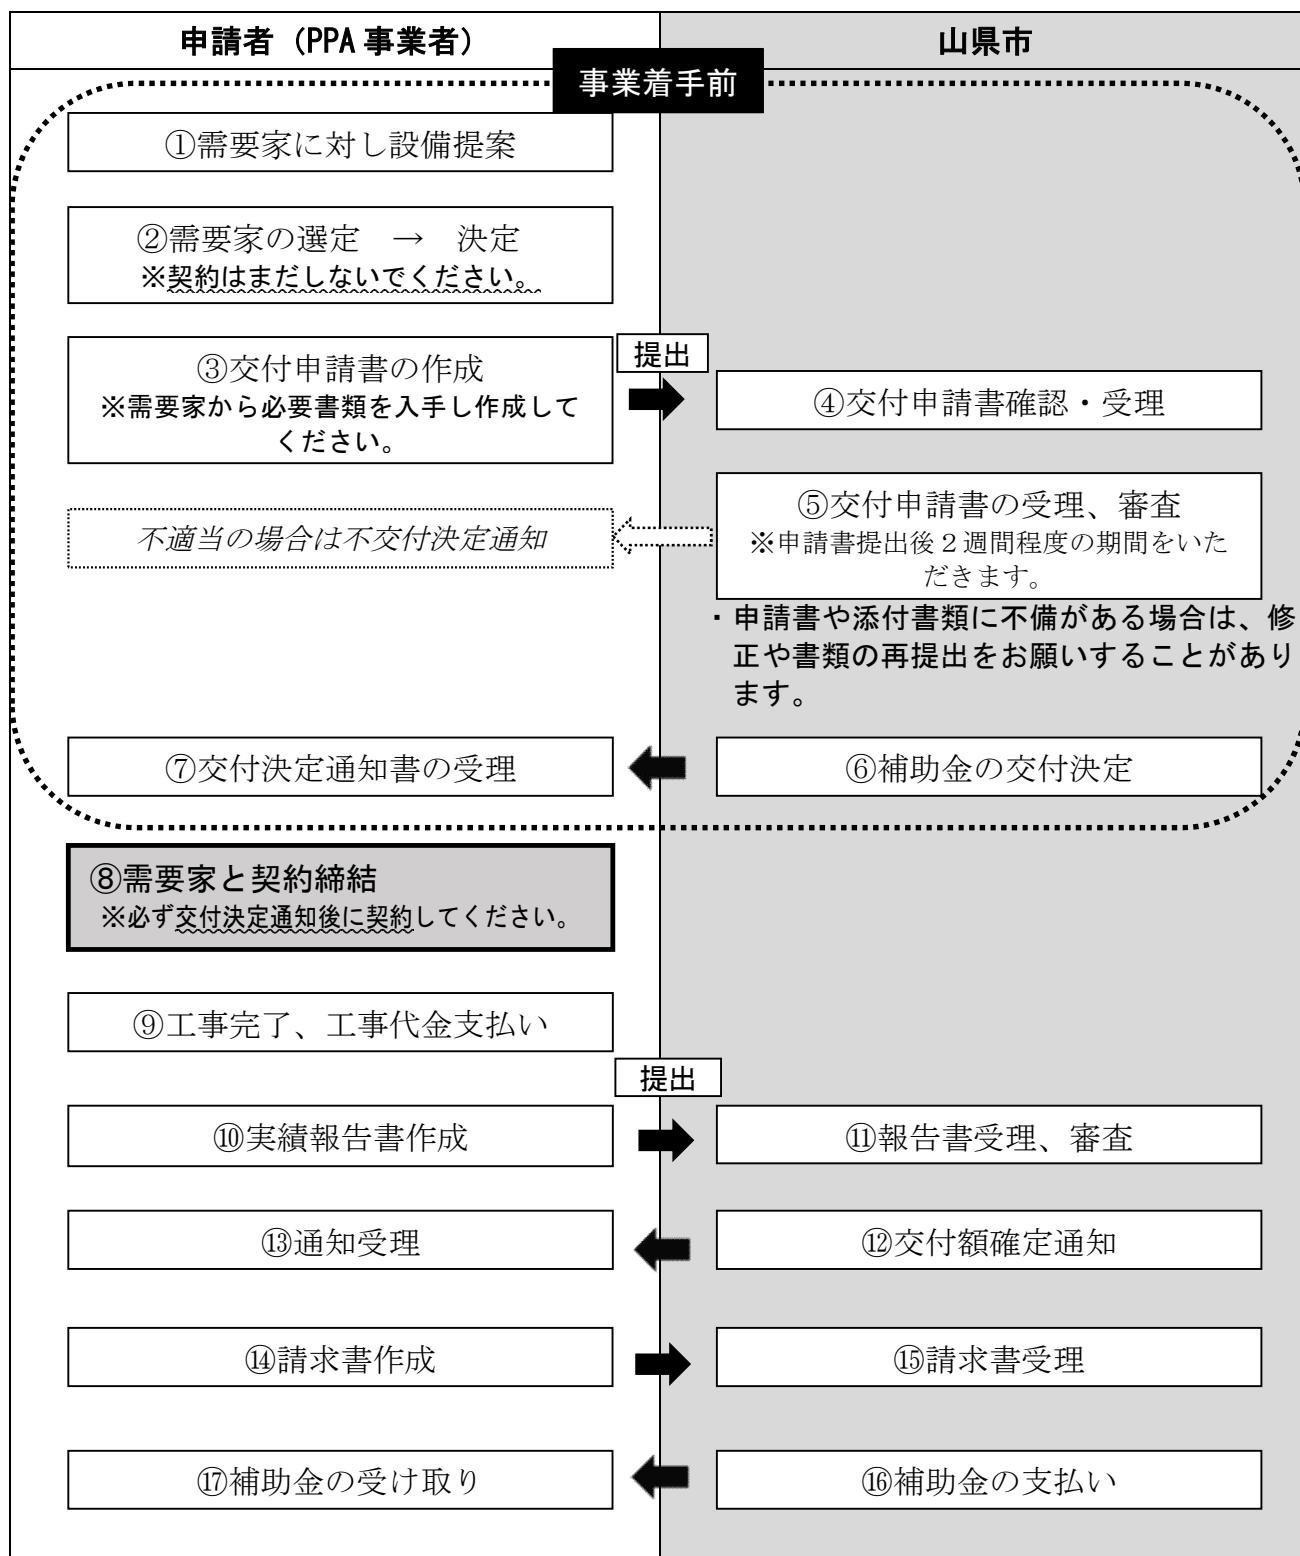 申請者（PPA事業者）
山県市
事業着手前
①需要家に対し設備提案
②需要家の選定　→　決定
※契約はまだしないでください。
③交付申請書の作成
※需要家から必要書類を入手し作成して
ください。
提出
④交付申請書確認・受理
⑤交付申請書の受理、審査
※申請書提出後２週間程度の期間をいた
だきます。
不適当の場合は不交付決定通知
・申請書や添付書類に不備がある場合は、修
正や書類の再提出をお願いすることがあり
ます。
⑦交付決定通知書の受理
⑥補助金の交付決定
⑧需要家と契約締結
※必ず交付決定通知後に契約してください。
⑨工事完了、工事代金支払い
提出
⑩実績報告書作成
⑪報告書受理、審査
⑬通知受理
⑫交付額確定通知
⑭請求書作成
⑮請求書受理
⑰補助金の受け取り
⑯補助金の支払い